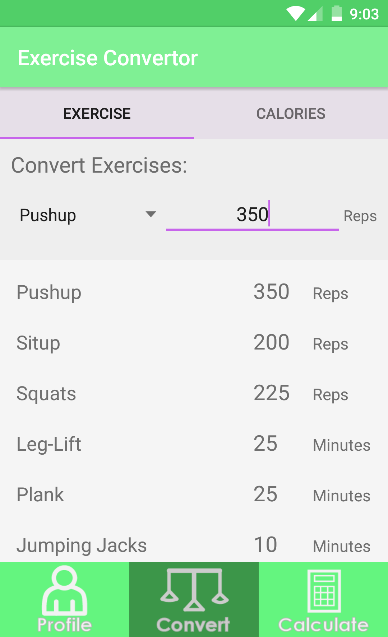 9:03
Exercise Convertor
EXERCISE CALORIES
Convert Exercises:
Pushup 350 Reps
Pushup 350 Reps
Situp 200 Reps
Squats 225 Reps
Leg-Lift 25 Minutes
Plank 25 Minutes
Jumping Jacks 10 Minutes
Profile Convert Calculate